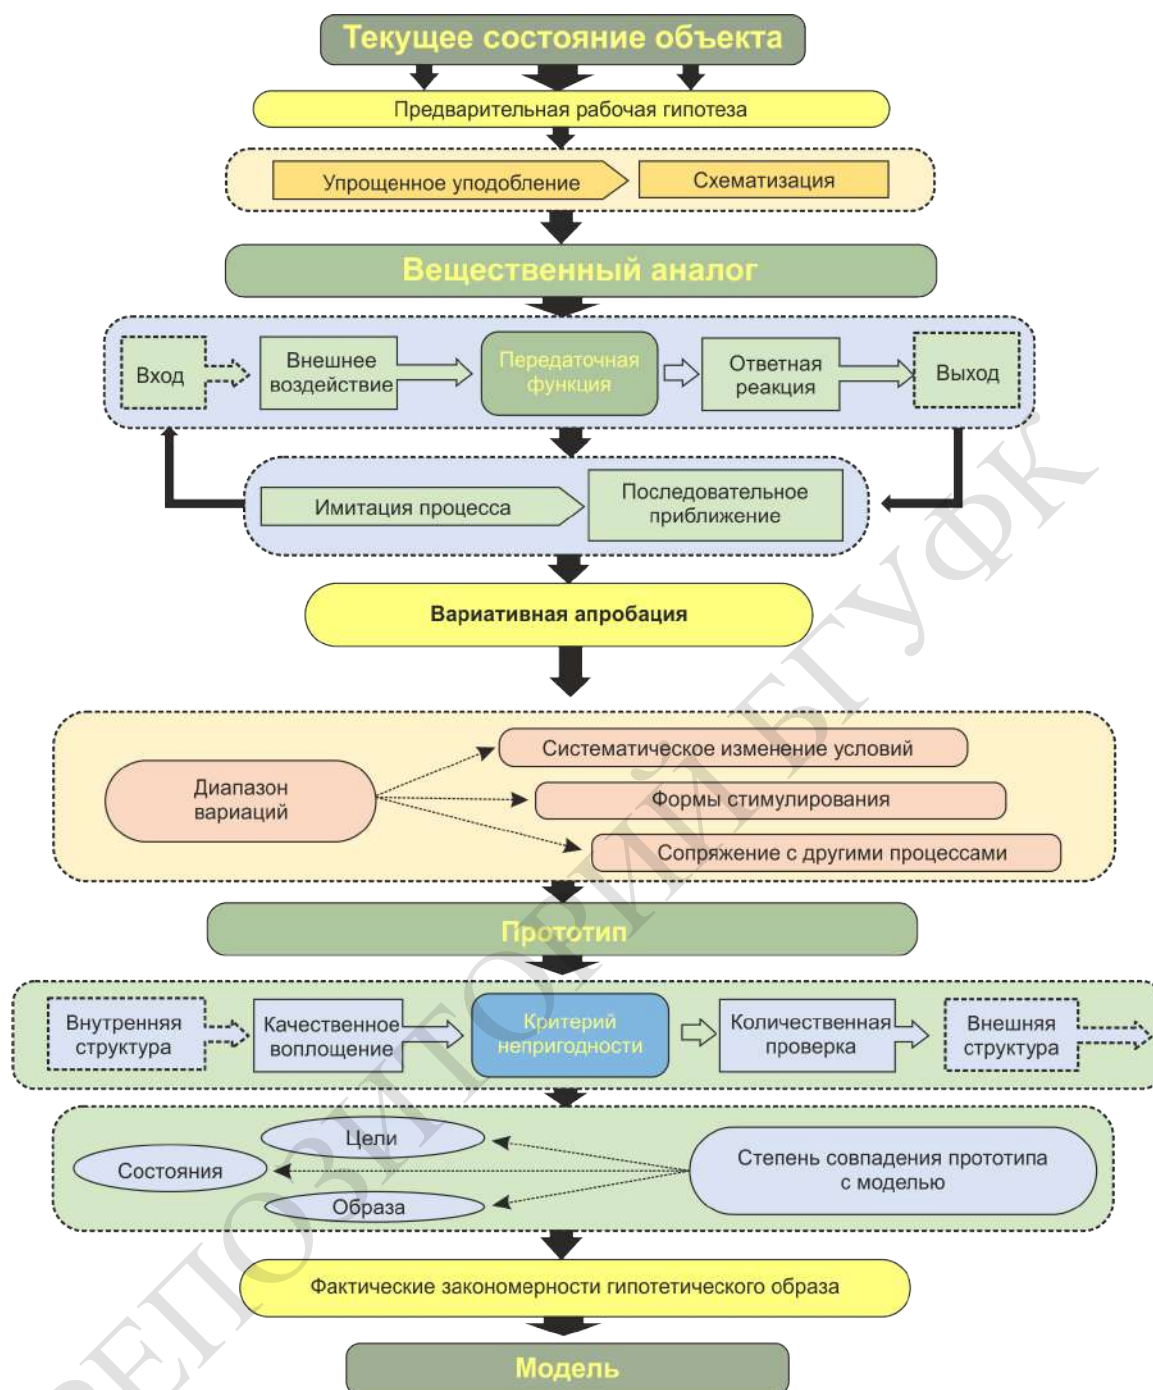 Текущее состояние объекта
Предварительная рабочая гипотеза
Упрощенное уподобление
Схематизация
Вещественный аналог
Вход
Внешнее
воздействие
Передаточная
функция
Ответная
реакция
Выход
Имитация процесса
Последовательное
приближение
Вариативная апробация
Диапазон
вариаций
Систематическое изменение условий
Формы стимулирования
Сопряжение с другими процессами
Прототип
Внутренняя
структура
Качественное
воплощение
Критерий
непригодности
Количественная
проверка
Внешняя
структура
Цели
Состояния
Образа
Степень совпадения прототипа
с моделью
Фактические закономерности гипотетического образа
Модель
РЕПОЗИТОРИЙ БГУФК